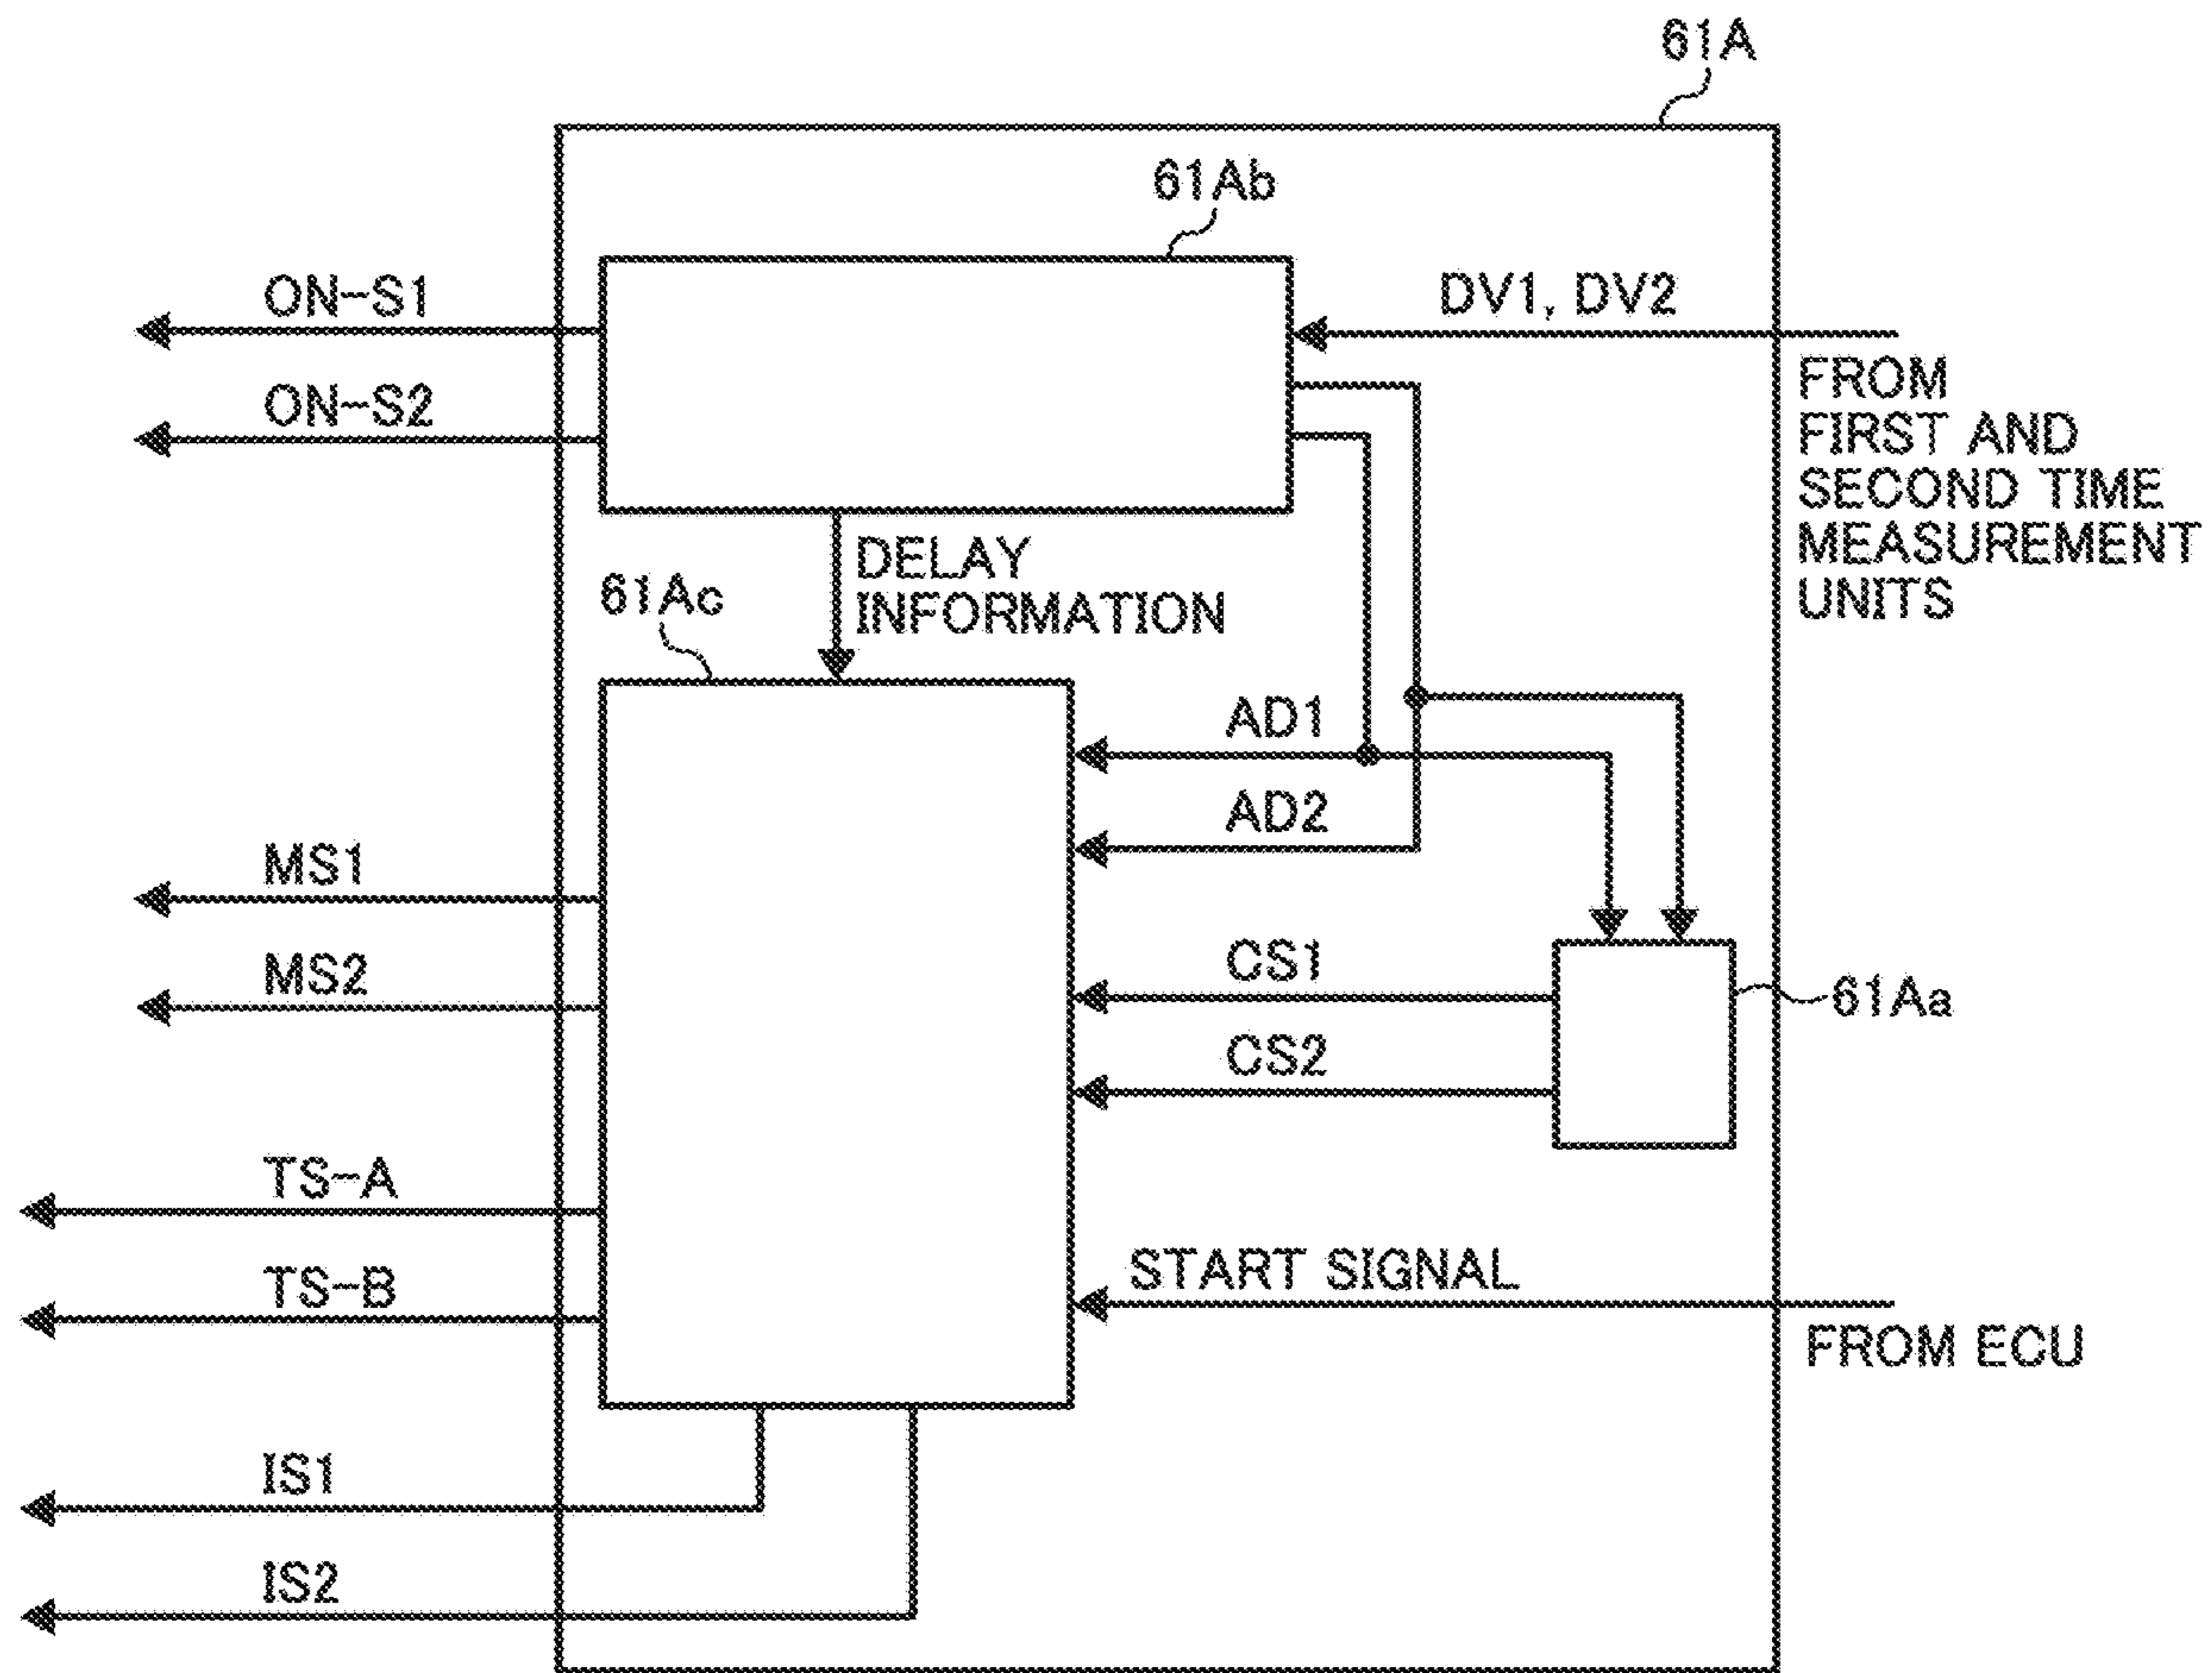 61A
61Ab
ON-S1
DV1, DV2
ON-S2
FROM
FIRST AND
SECOND TIME
MEASUREMENT
UNITS
DELAY
INFORMATION
61Ac
AD1
AD2
MS1
MS2
CS1
61Aa
CS2
TS-A
TS-B
START SIGNAL
FROM ECU
IS1
IS2